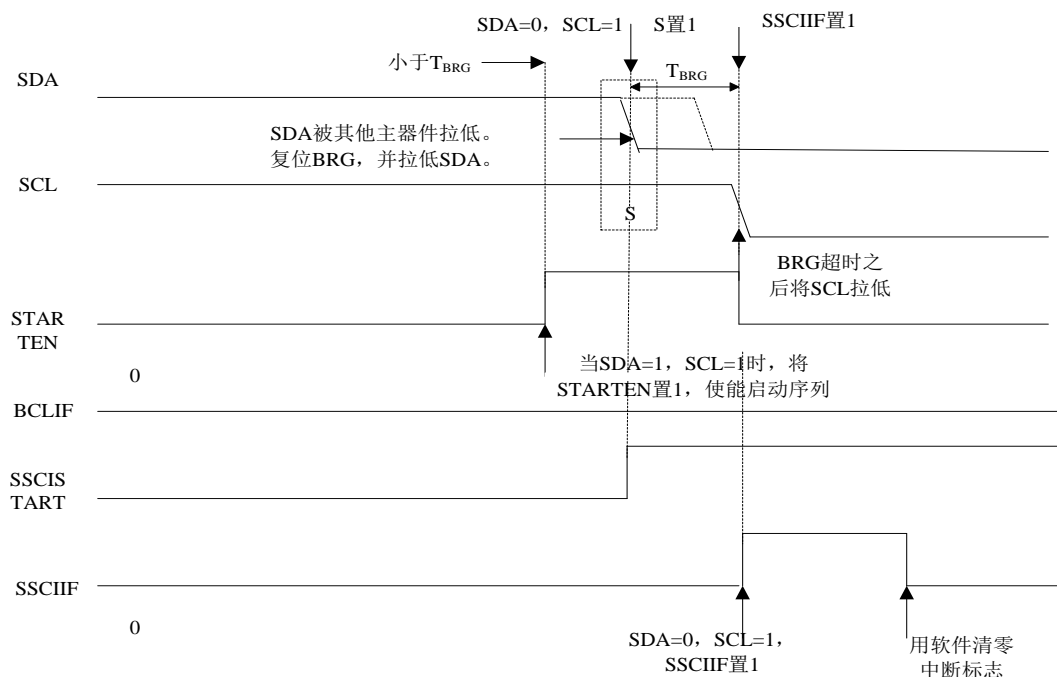 SDA=0，SCL=1
S置1
SSCIIF置1
小于TBRG
TBRG
SDA
SDA被其他主器件拉低。
复位BRG，并拉低SDA。
SCL
S
BRG超时之
后将SCL拉低
STAR
TEN
0
当SDA=1，SCL=1时，将
STARTEN置1，使能启动序列
BCLIF
SSCIS
TART
SSCIIF
0
SDA=0，SCL=1，
SSCIIF置1
用软件清零
中断标志